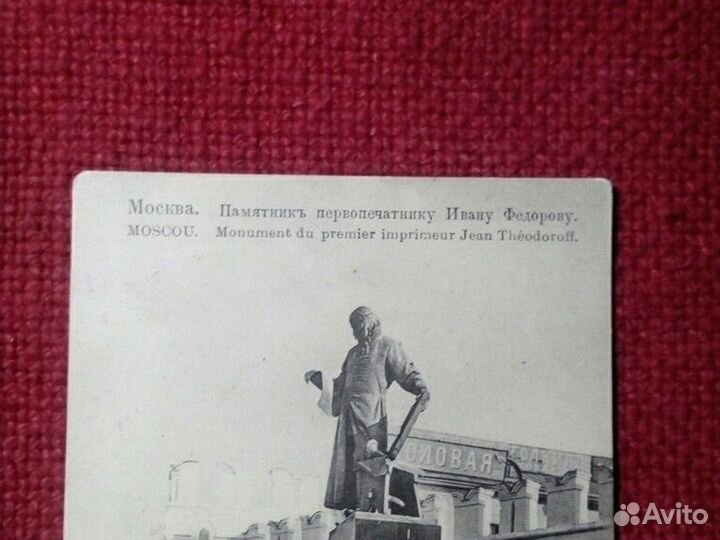 Москва. Памятникъ первопечатнику Ивану Федорову.
MOSCOU. Monument du premier imprimeur Jean Théodoroff.
ОЛОВАЯ
Avito